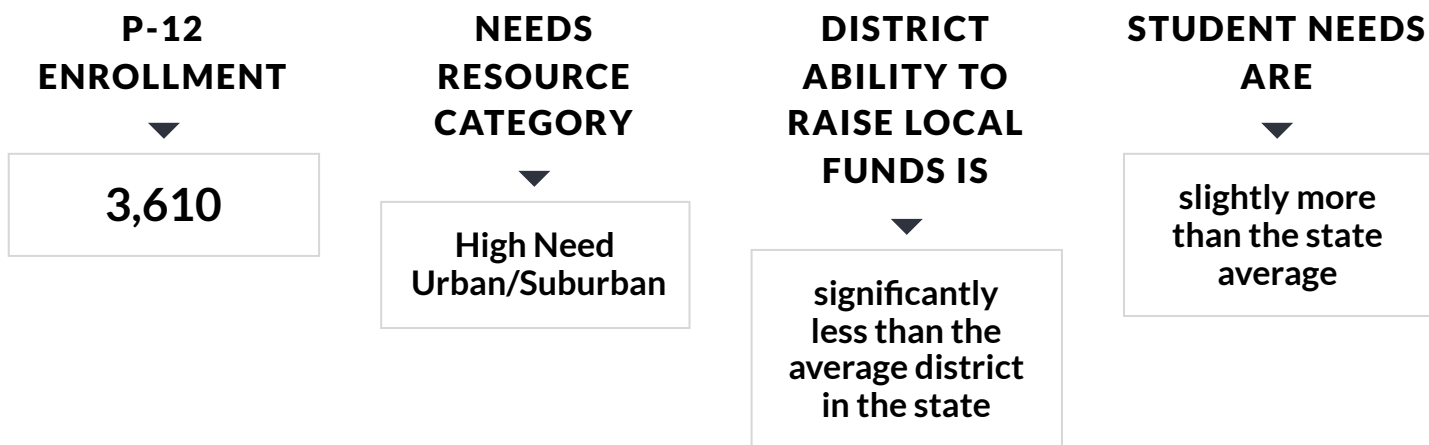 P-12
ENROLLMENT
3,610
NEEDS
RESOURCE
CATEGORY
High Need
Urban/Suburban
DISTRICT
ABILITY TO
RAISE LOCAL
FUNDS IS
significantly
less than the
average district
in the state
STUDENT NEEDS
ARE
slightly more
than the state
average